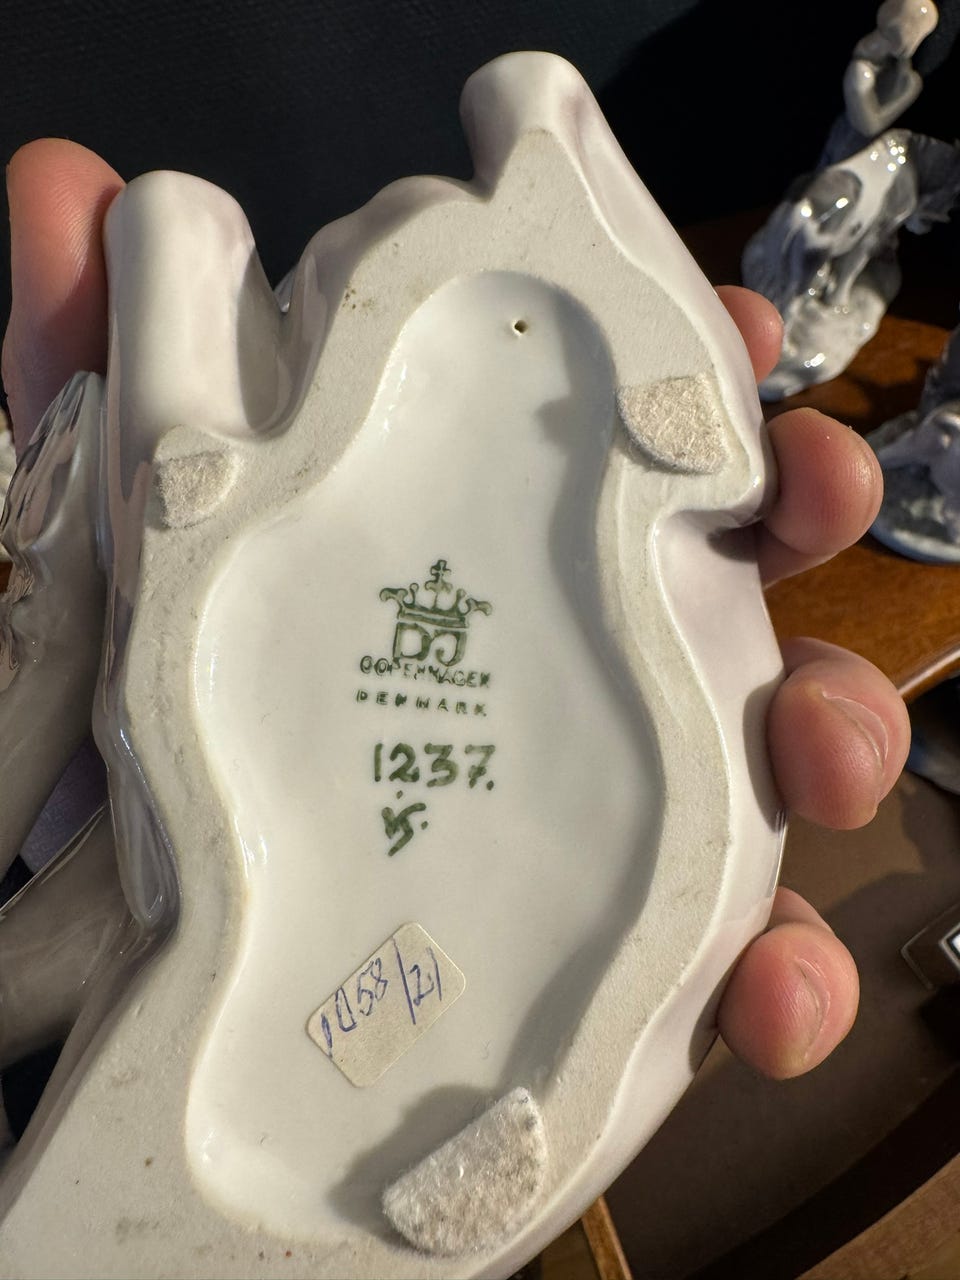 DJ
COPENHAGEN
DENMARK
1237.
1058/21